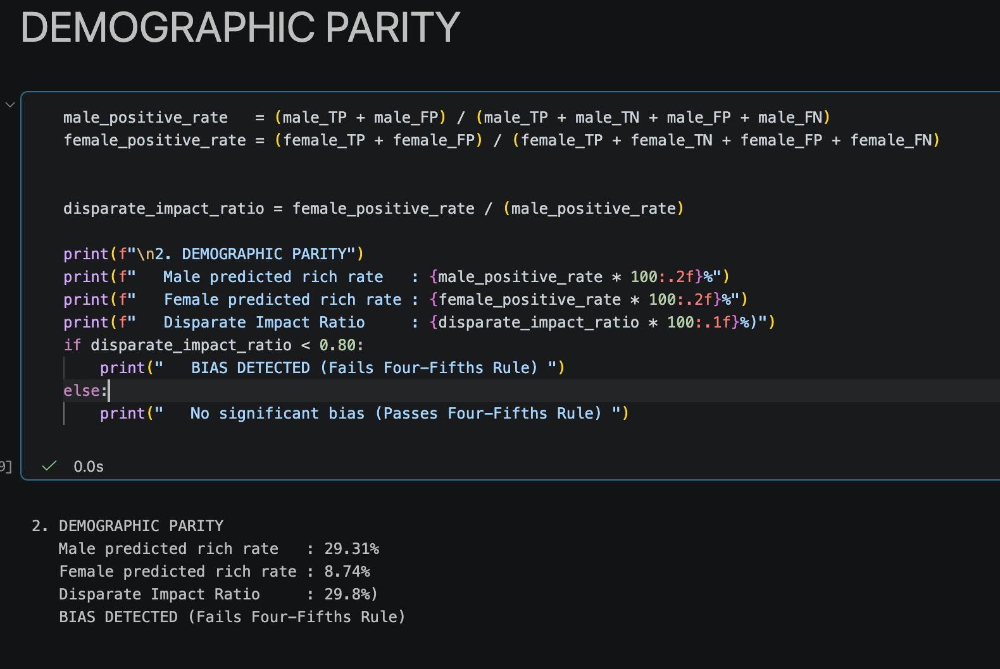 DEMOGRAPHIC PARITY
male_positive_rate   = (male_TP + male_FP) / (male_TP + male_TN + male_FP + male_FN)
female_positive_rate = (female_TP + female_FP) / (female_TP + female_TN + female_FP + female_FN)
disparate_impact_ratio = female_positive_rate / (male_positive_rate)
print(f"\n2. DEMOGRAPHIC PARITY")
print(f"   Male predicted rich rate   : {male_positive_rate * 100:.2f}%")
print(f"   Female predicted rich rate : {female_positive_rate * 100:.2f}%")
print(f"   Disparate Impact Ratio     : {disparate_impact_ratio * 100:.1f}%)")
if disparate_impact_ratio < 0.80:
    print("   BIAS DETECTED (Fails Four-Fifths Rule) ")
else:
    print("   No significant bias (Passes Four-Fifths Rule) ")
9]
0.0s
2. DEMOGRAPHIC PARITY
   Male predicted rich rate   : 29.31%
   Female predicted rich rate : 8.74%
   Disparate Impact Ratio     : 29.8%)
   BIAS DETECTED (Fails Four-Fifths Rule)